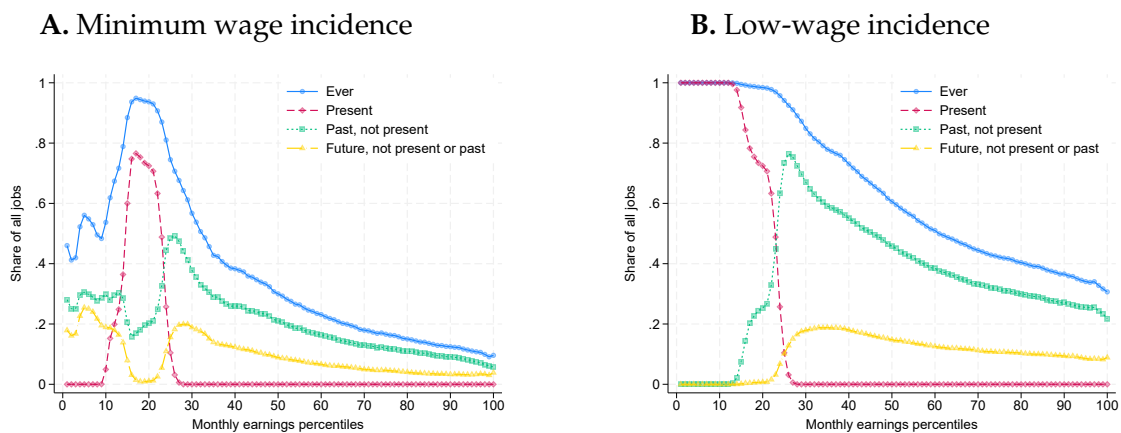 A. Minimum wage incidence
1
.8
.6
.4
.2
0
Share of all jobs
0 10 20 30 40 50 60 70 80 90 100
Monthly earnings percentiles
Ever
Present
Past, not present
Future, not present or past
B. Low-wage incidence
1
.8
.6
.4
.2
0
Share of all jobs
0 10 20 30 40 50 60 70 80 90 100
Monthly earnings percentiles
Ever
Present
Past, not present
Future, not present or past